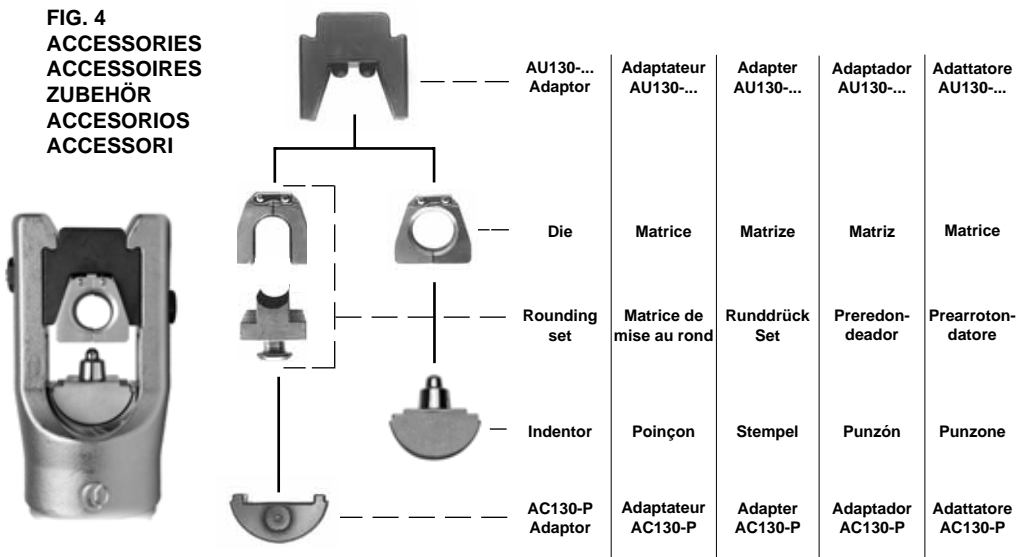 FIG. 4
ACCESSORIES
ACCESSOIRES
ZUBEHÖR
ACCESORIOS
ACCESSORI
AU130-...
Adaptor
Adaptateur
AU130-...
Adapter
AU130-...
Adaptador
AU130-...
Adattatore
AU130-...
Die
Matrice
Matrize
Matriz
Matrice
Rounding
set
Matrice de
mise au rond
Runddrück
Set
Preredon-
deador
Prearroton-
datore
Indentor
Poinçon
Stempel
Punzón
Punzone
AC130-P
Adaptor
Adaptateur
AC130-P
Adapter
AC130-P
Adaptador
AC130-P
Adattatore
AC130-P